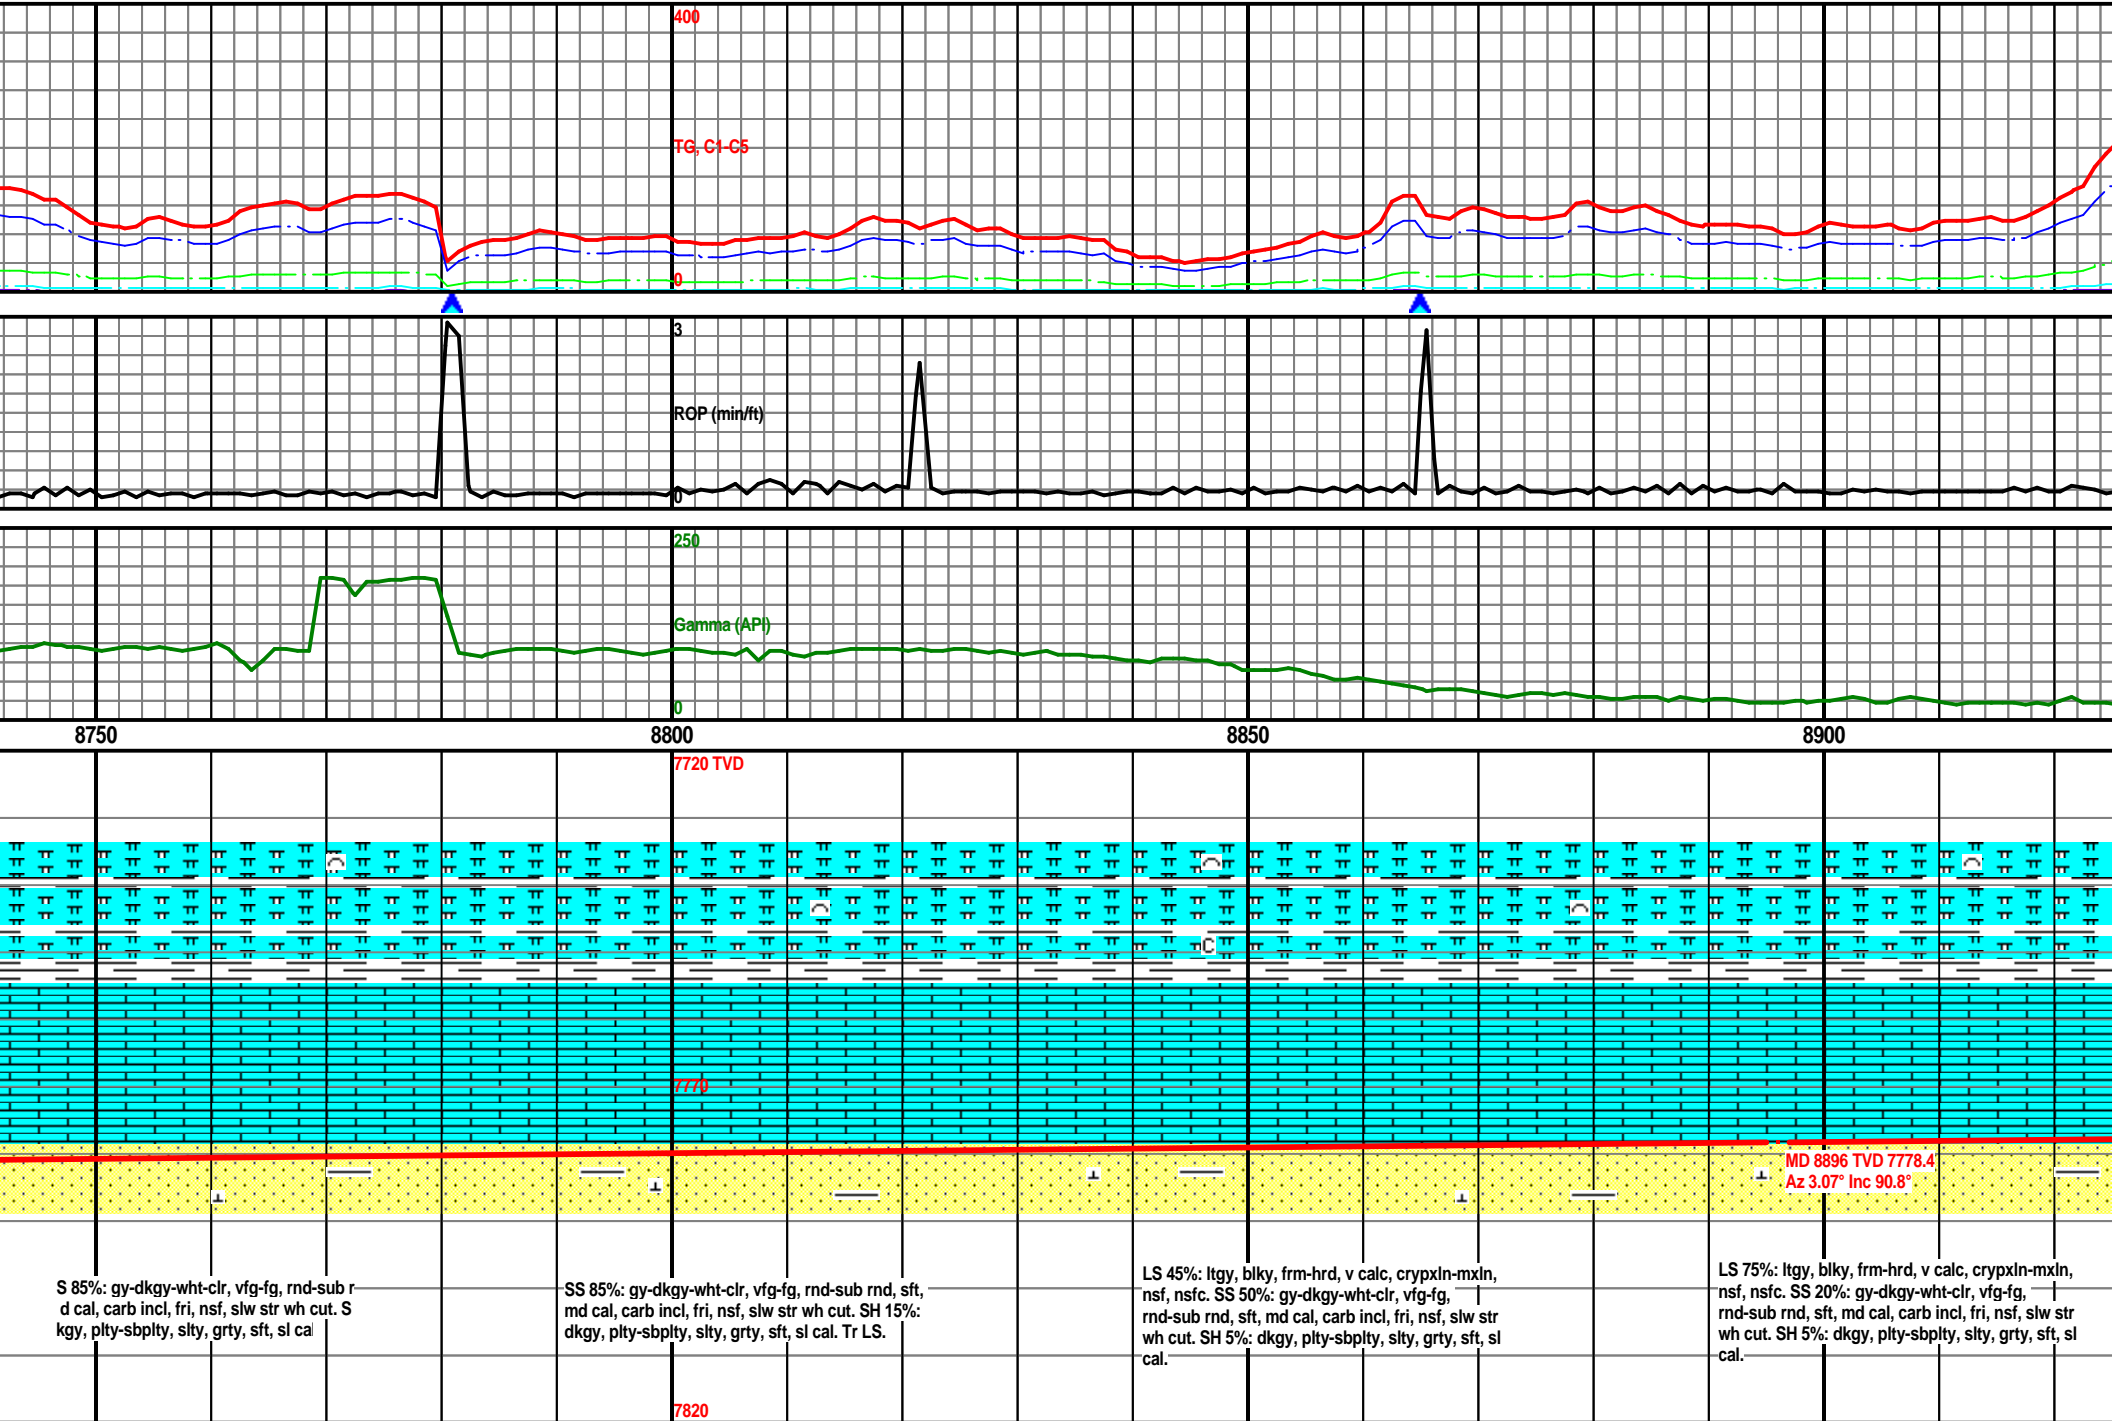 400
TG, C1-C5
0
3
ROP (min/ft)
0
250
Gamma (API)
0
8750
8800
8850
8900
7720 TVD
C
7770
MD 8896 TVD 7778.4
Az 3.07° Inc 90.8°
S 85%: gy-dkgy-wht-clr, vfg-fg, rnd-sub r
d cal, carb incl, fri, nsf, slw str wh cut. S
kgy, plty-sbplty, slty, grty, sft, sl cal
SS 85%: gy-dkgy-wht-clr, vfg-fg, rnd-sub rnd, sft,
md cal, carb incl, fri, nsf, slw str wh cut. SH 15%:
dkgy, plty-sbplty, slty, grty, sft, sl cal. Tr LS.
LS 45%: ltgy, blky, frm-hrd, v calc, crypxln-mxln,
nsf, nsfc. SS 50%: gy-dkgy-wht-clr, vfg-fg,
rnd-sub rnd, sft, md cal, carb incl, fri, nsf, slw str
wh cut. SH 5%: dkgy, plty-sbplty, slty, grty, sft, sl
cal.
LS 75%: ltgy, blky, frm-hrd, v calc, crypxln-mxln,
nsf, nsfc. SS 20%: gy-dkgy-wht-clr, vfg-fg,
rnd-sub rnd, sft, md cal, carb incl, fri, nsf, slw str
wh cut. SH 5%: dkgy, plty-sbplty, slty, grty, sft, sl
cal.
7820